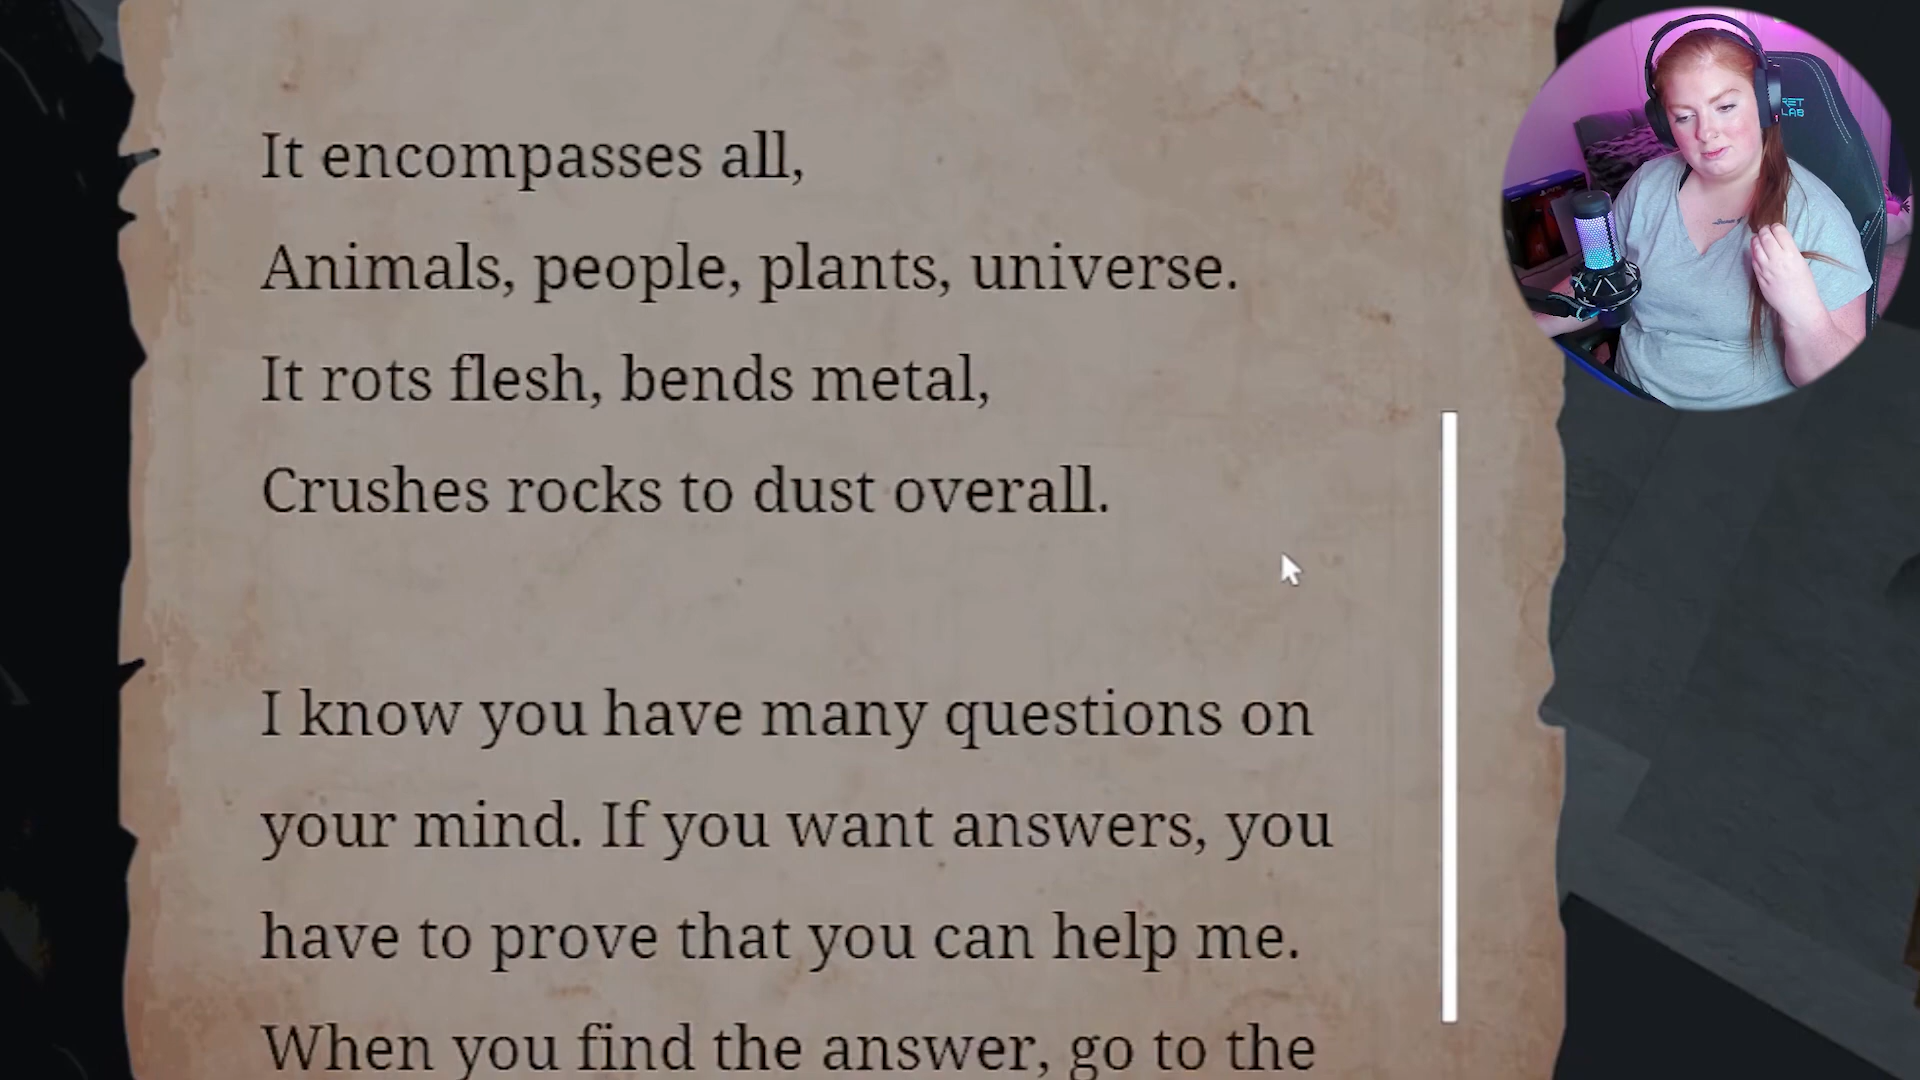 It encompasses all,
Animals, people, plants, universe.
It rots flesh, bends metal,
Crushes rocks to dust overall.
I know you have many questions on
your mind. If you want answers, you
have to prove that you can help me.
When you find the answer, go to the